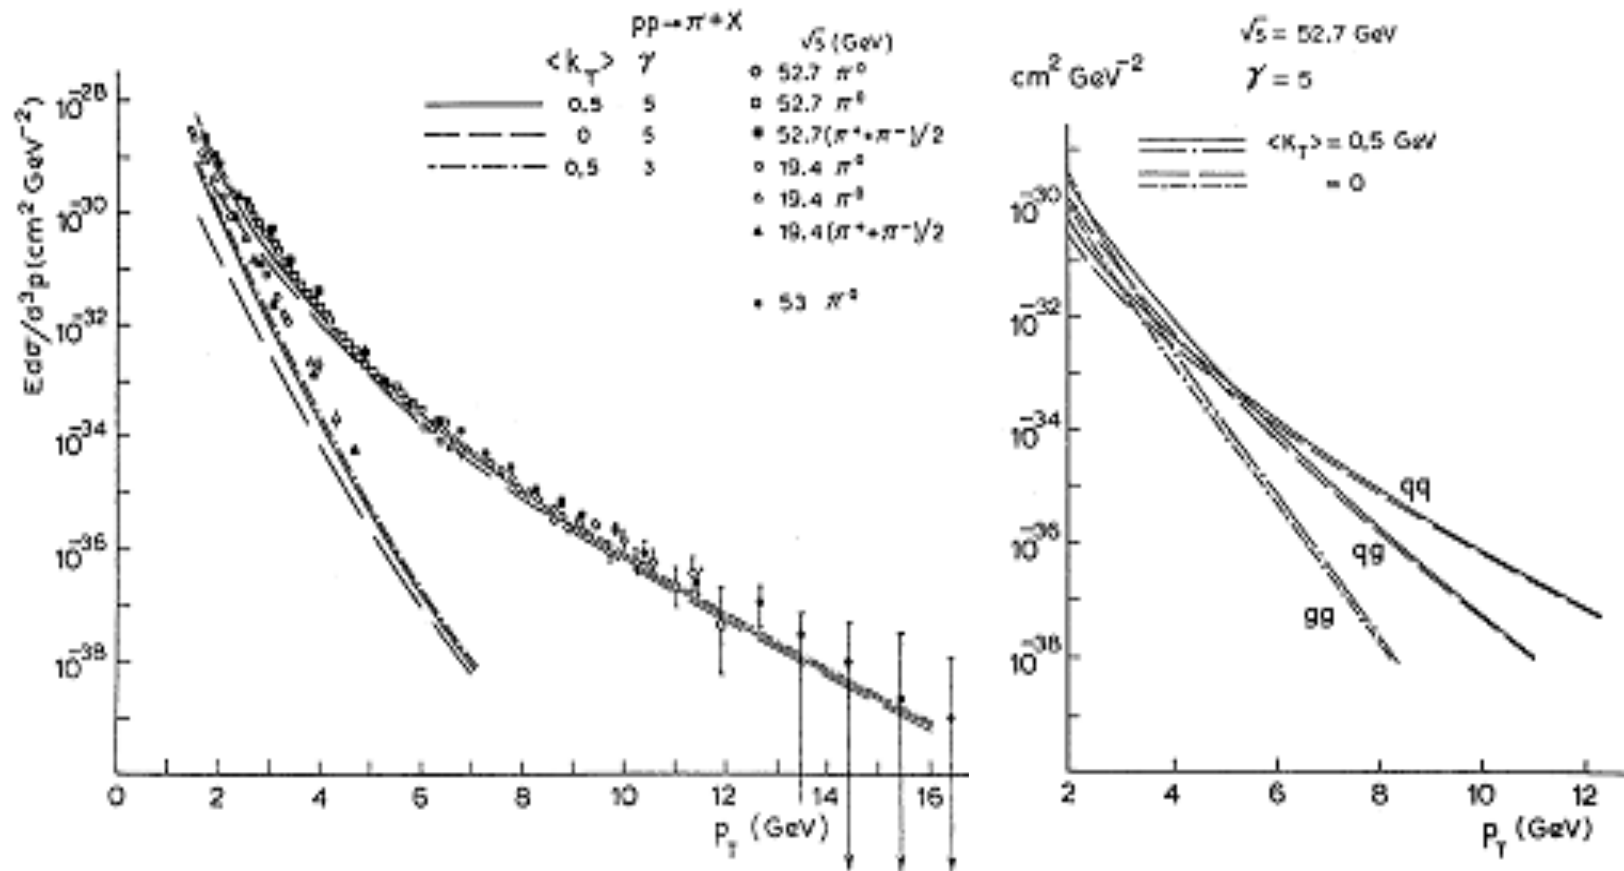 pp → π + X
<k_T> γ
0,5 5
0 5
0,5 3
√s (GeV)
52.7 π⁰
52.7 π⁰
52.7(π⁺+π⁻)/2
19.4 π⁰
19.4 π⁰
19.4(π⁺+π⁻)/2
53 π⁰
Edσ/d³p (cm² GeV⁻²)
10⁻²⁸
10⁻³⁰
10⁻³²
10⁻³⁴
10⁻³⁶
10⁻³⁸
0 2 4 6 8 10 12 14 16
p_T (GeV)
√s = 52.7 GeV
cm² GeV⁻² γ = 5
<k_T> = 0,5 GeV
= 0
10⁻³⁰
10⁻³²
10⁻³⁴
10⁻³⁶
10⁻³⁸
qq
qg
gg
2 4 6 8 10 12
p_T (GeV)